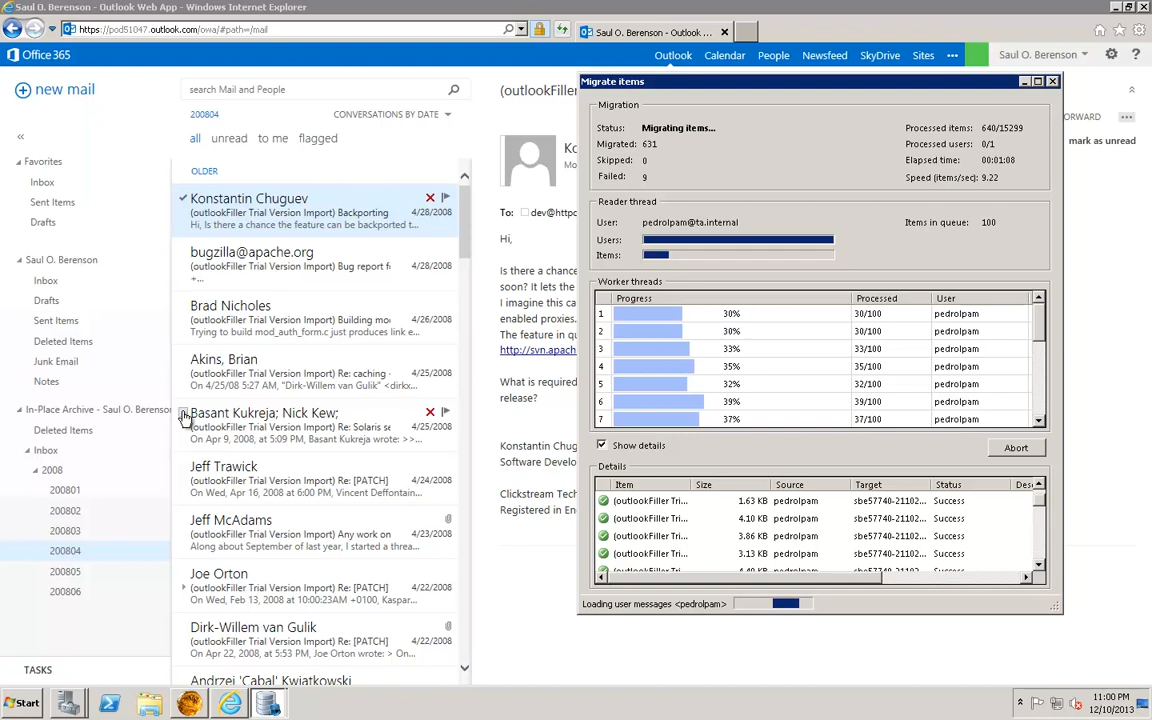 Saul O. Berenson - Outlook Web App - Windows Internet Explorer
https://pod51047.outlook.com/owa/#path=/mail
Saul O. Berenson - Outlook ...
Office 365
Outlook Calendar People Newsfeed SkyDrive Sites ...
Saul O. Berenson
new mail
search Mail and People
200804
CONVERSATIONS BY DATE
all unread to me flagged
Favorites
Inbox
Sent Items
Drafts
Saul O. Berenson
Inbox
Drafts
Sent Items
Deleted Items
Junk Email
Notes
In-Place Archive - Saul O. Berenson
Deleted Items
Inbox
2008
200801
200802
200803
200804
200805
200806
TASKS
OLDER
Konstantin Chuguev
(outlookFiller Trial Version Import) Backporting 4/28/2008
Hi, Is there a chance the feature can be backported t...
bugzilla@apache.org
(outlookFiller Trial Version Import) Bug report f 4/28/2008
+...
Brad Nicholes
(outlookFiller Trial Version Import) Building mo 4/26/2008
Trying to build mod_auth_form.c just produces link e...
Akins, Brian
(outlookFiller Trial Version Import) Re: caching 4/25/2008
On 4/25/08 5:27 AM, "Dirk-Willem van Gulik" <dirkx...
Basant Kukreja; Nick Kew;
(outlookFiller Trial Version Import) Re: Solaris se 4/25/2008
On Apr 9, 2008, at 5:09 PM, Basant Kukreja wrote: > >...
Jeff Trawick
(outlookFiller Trial Version Import) Re: [PATCH] 4/24/2008
On Wed, Apr 16, 2008 at 6:00 PM, Vincent Deffontain...
Jeff McAdams
(outlookFiller Trial Version Import) Any work on 4/23/2008
Along about September of last year, I started a threa...
Joe Orton
(outlookFiller Trial Version Import) Re: [PATCH] 4/22/2008
On Wed, Feb 13, 2008 at 10:00:23AM +0100, Kaspar...
Dirk-Willem van Gulik
(outlookFiller Trial Version Import) Re: [PATCH] 4/22/2008
On Apr 22, 2008, at 5:53 PM, Joe Orton wrote: > On...
Andrzej 'Cabal' Kwiatkowski
(outlookFiller
Ko
Mo
ORWARD ...
mark as unread
To: dev@httpd
Hi,
Is there a chance
soon? It lets the
I imagine this ca
enabled proxies.
The feature in qu
http://svn.apach
What is required
release?
Konstantin Chugue
Software Develo
Clickstream Tech
Registered in En
Migrate items
Migration
Status: Migrating items... Processed items: 640/15299
Migrated: 631 Processed users: 0/1
Skipped: 0 Elapsed time: 00:01:08
Failed: 9 Speed (items/sec): 9.22
Reader thread
User: pedrolpam@ta.internal Items in queue: 100
Users:
Items:
Worker threads
Progress Processed User
1 30% 30/100 pedrolpam
2 30% 30/100 pedrolpam
3 33% 33/100 pedrolpam
4 35% 35/100 pedrolpam
5 32% 32/100 pedrolpam
6 39% 39/100 pedrolpam
7 37% 37/100 pedrolpam
Show details
Abort
Details
Item Size Source Target Status Des
(outlookFiller Tri... 1.63 KB pedrolpam sbe57740-21102... Success
(outlookFiller Tri... 4.10 KB pedrolpam sbe57740-21102... Success
(outlookFiller Tri... 3.86 KB pedrolpam sbe57740-21102... Success
(outlookFiller Tri... 3.13 KB pedrolpam sbe57740-21102... Success
Loading user messages <pedrolpam>
Start
11:00 PM
12/10/2013